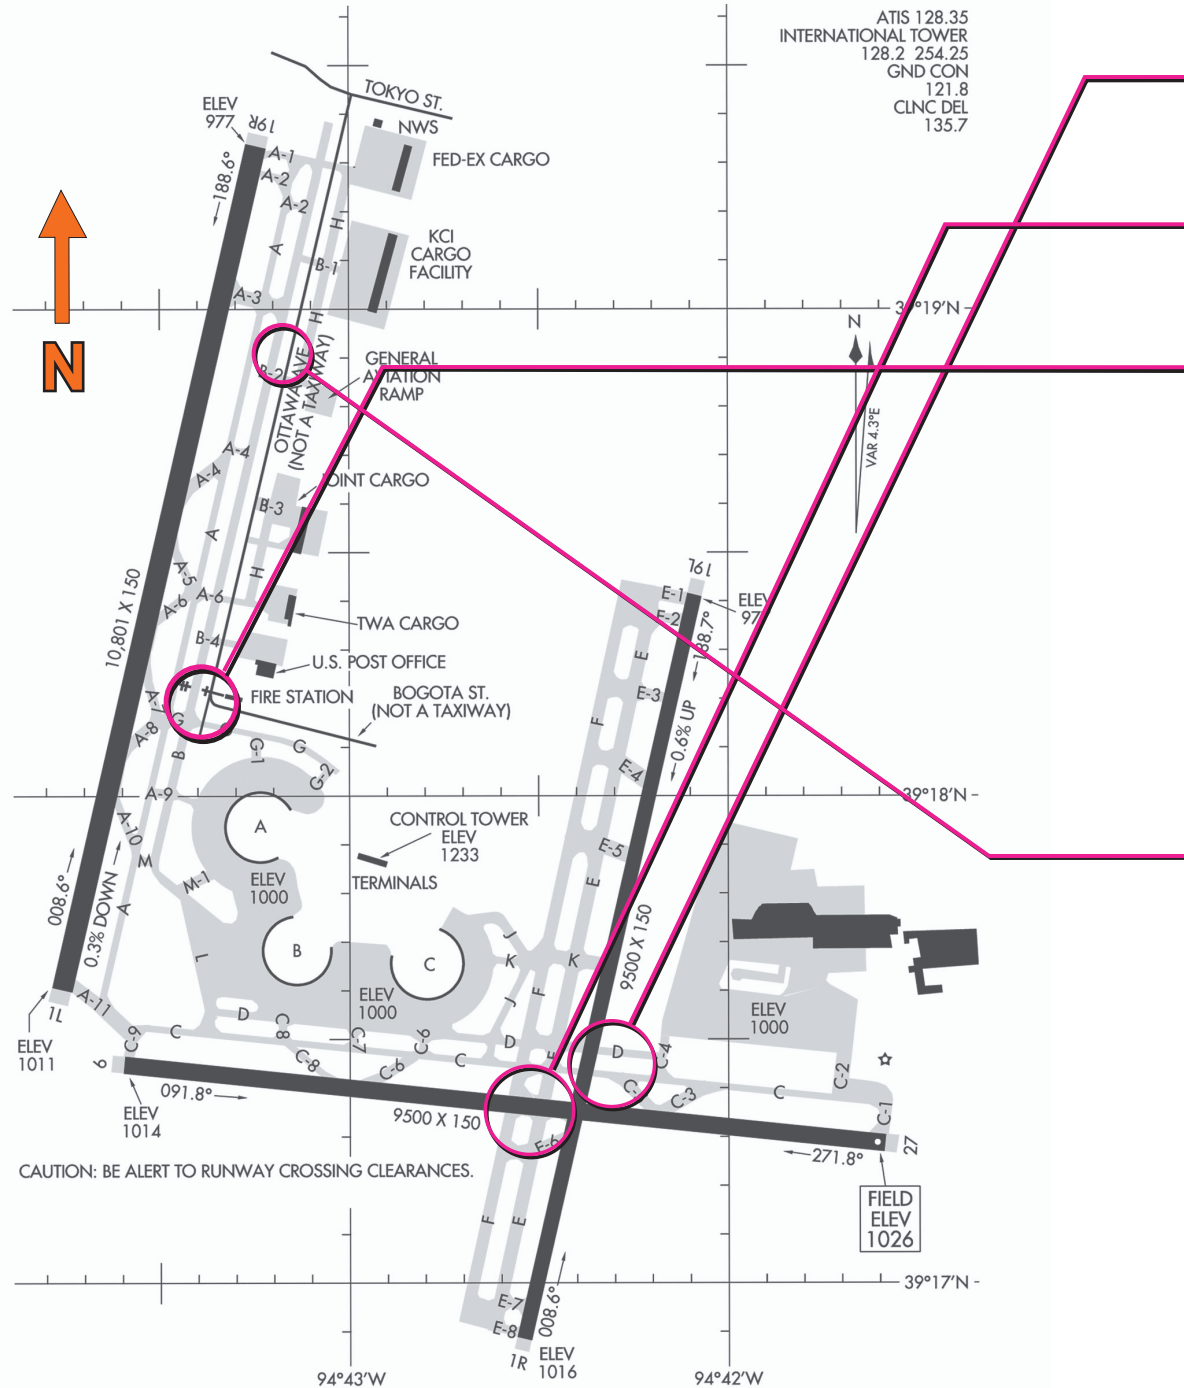 ATIS 128.35
INTERNATIONAL TOWER
128.2 254.25
GND CON
121.8
CLNC DEL
135.7
TOKYO ST.
ELEV
977
19R
188.6°
A-1
A-2
A-2
NWS
FED-EX CARGO
H
A
KCI
CARGO
FACILITY
B-1
A-3
H
39°19'N
N
N
VAR 4.3°E
B-2
OTTAWA AVE
(NOT A TAXIWAY)
GENERAL
AVIATION
RAMP
A-4
A-4
JOINT CARGO
B-3
A
H
A-5
A-6
A-6
10,801 X 150
TWA CARGO
B-4
U.S. POST OFFICE
FIRE STATION
BOGOTA ST.
(NOT A TAXIWAY)
A-7
G
A-8
B
G-1
G
G-2
19L
E-1
ELEV
E-2
188.7°
E
E-3
F
0.6% UP
E-4
39°18'N
A-9
A-10
A
CONTROL TOWER
ELEV
1233
TERMINALS
E-5
M
M-1
ELEV
1000
E
008.6°
0.3% DOWN
A
9500 X 150
L
B
C
J
K
K
J
F
ELEV
1000
ELEV
1000
A-11
1L
ELEV
1011
D
C
C-9
C-8
C-8
C-7
C-6
C-6
C
D
D
C-4
C-3
C
C-2
C-1
9
091.8°
ELEV
1014
9500 X 150
E-6
271.8°
27
CAUTION: BE ALERT TO RUNWAY CROSSING CLEARANCES.
FIELD
ELEV
1026
F
E
39°17'N
E-7
E-8
008.6°
1R
ELEV
1016
94°43'W
94°42'W